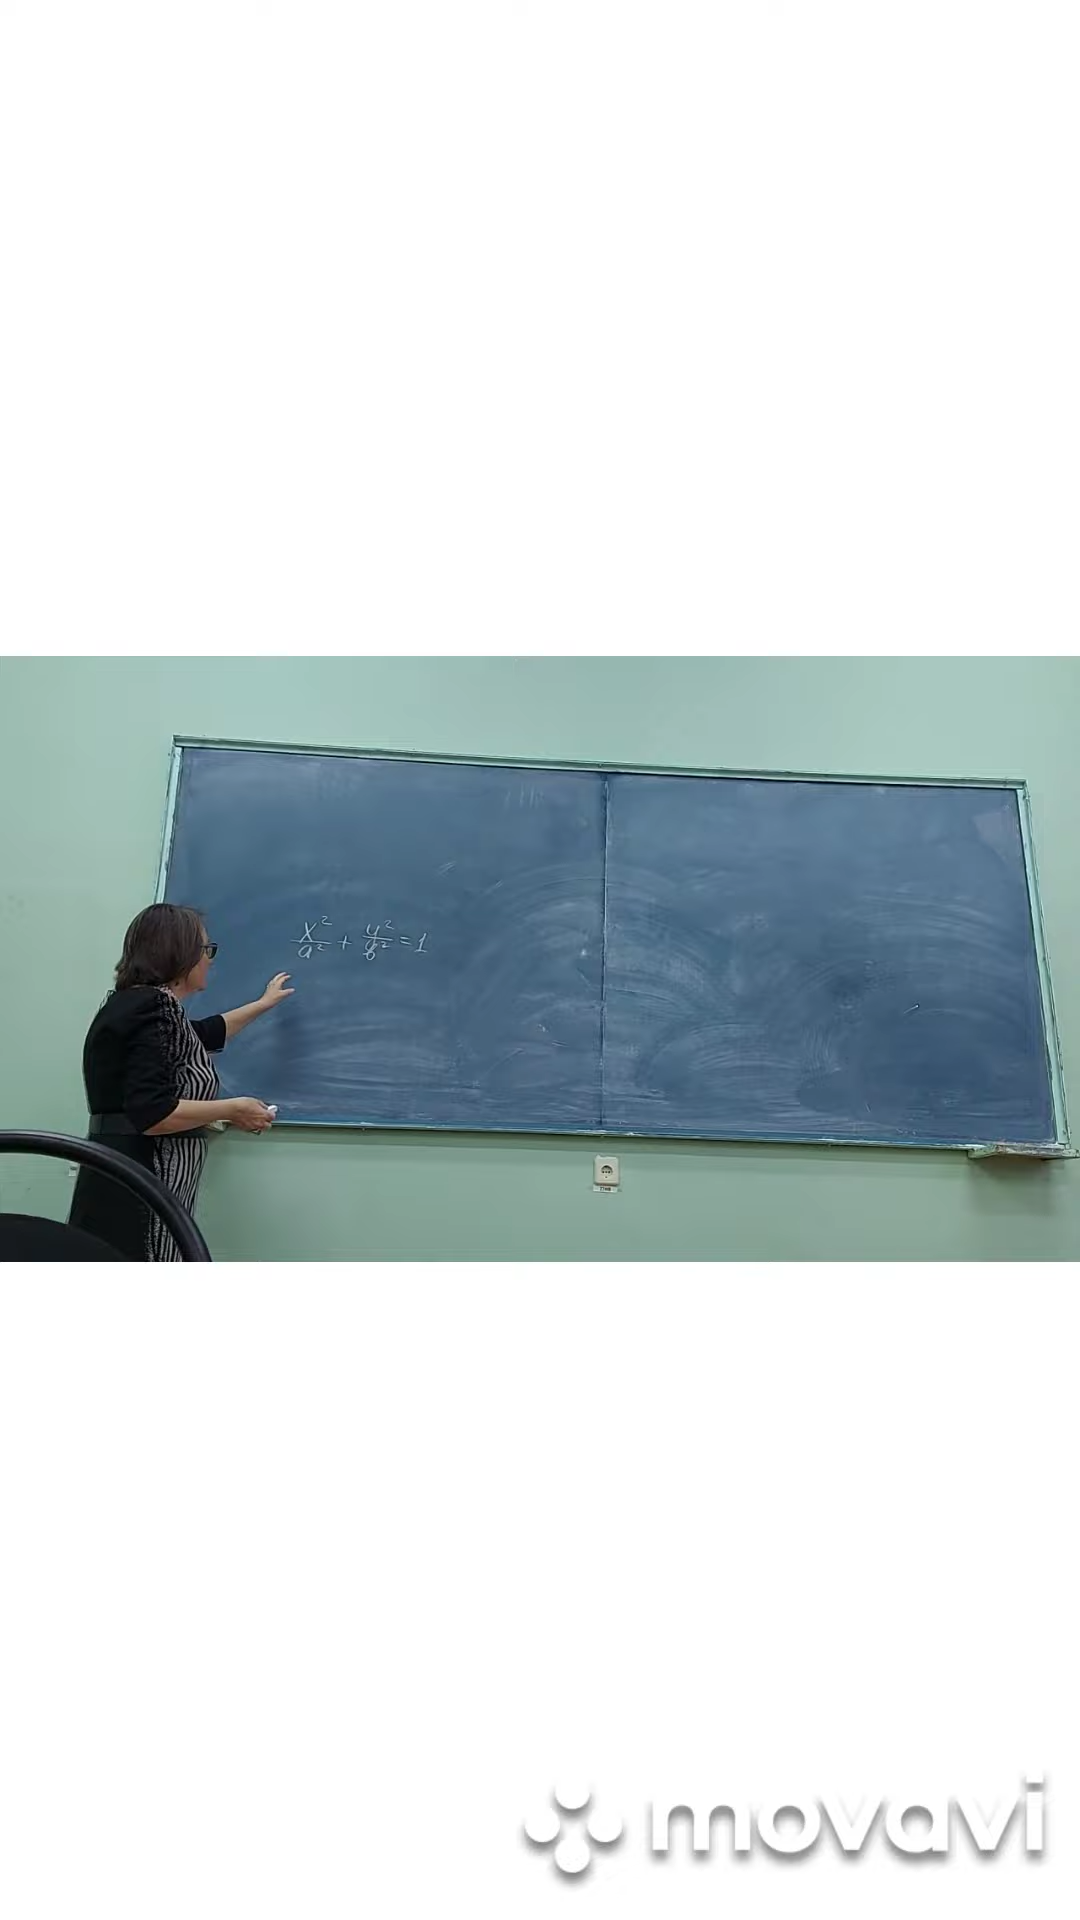 x²/a² + y²/b² = 1
movavi